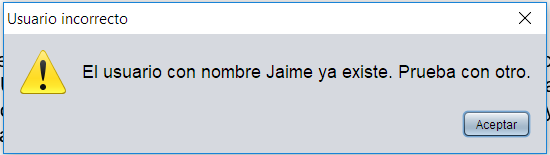 Usuario incorrecto
El usuario con nombre Jaime ya existe. Prueba con otro.
Aceptar